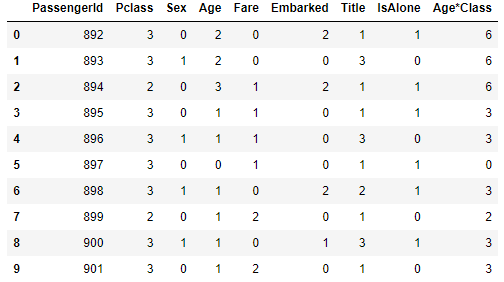 PassengerId Pclass Sex Age Fare Embarked Title IsAlone Age*Class
0 892 3 0 2 0 2 1 1 6
1 893 3 1 2 0 0 3 0 6
2 894 2 0 3 1 2 1 1 6
3 895 3 0 1 1 0 1 1 3
4 896 3 1 1 1 0 3 0 3
5 897 3 0 0 1 0 1 1 0
6 898 3 1 1 0 2 2 1 3
7 899 2 0 1 2 0 1 0 2
8 900 3 1 1 0 1 3 1 3
9 901 3 0 1 2 0 1 0 3